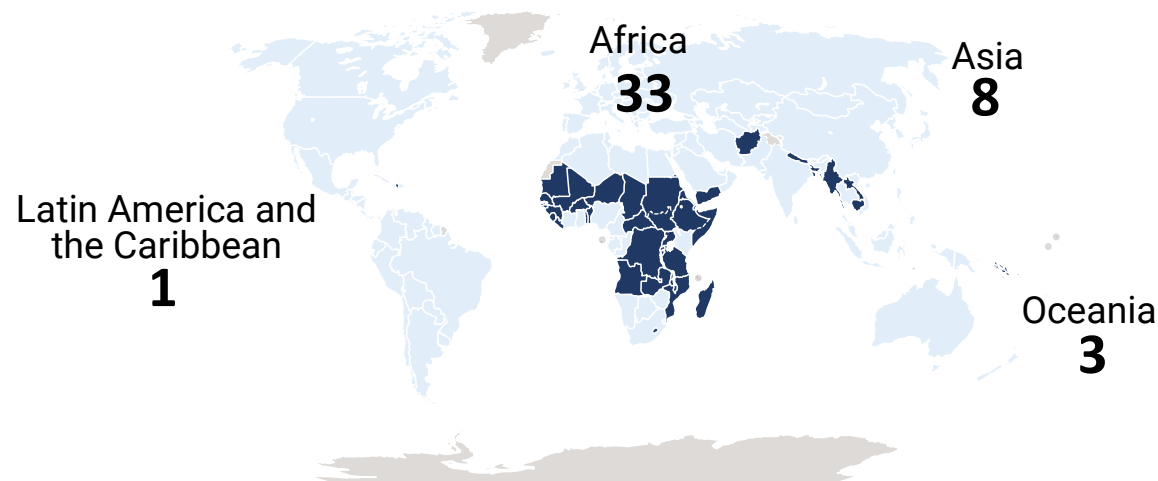 Africa
33
Asia
8
Latin America and
the Caribbean
1
Oceania
3